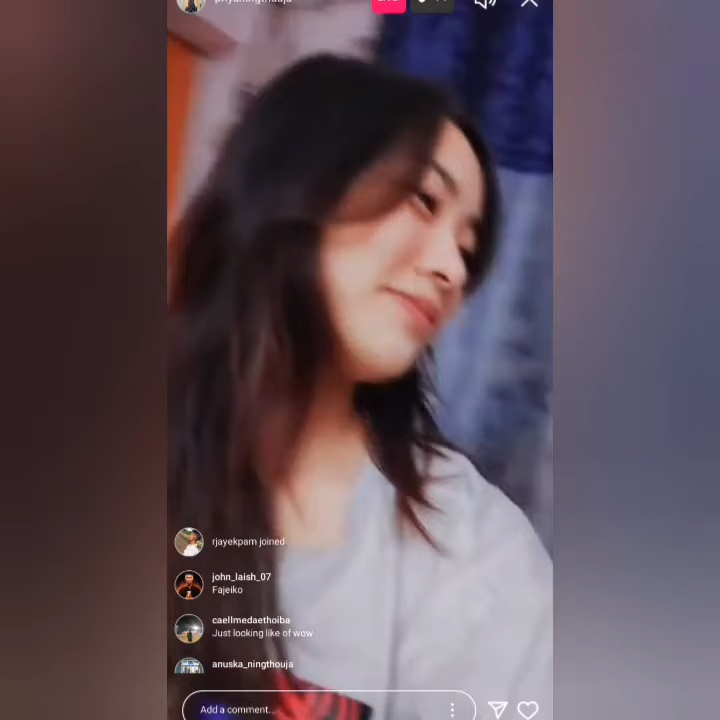 rjayekpam joined
john_laish_07
Fajeiko
caellmedaethoiba
Just looking like of wow
anuska_ningthouja
Add a comment...